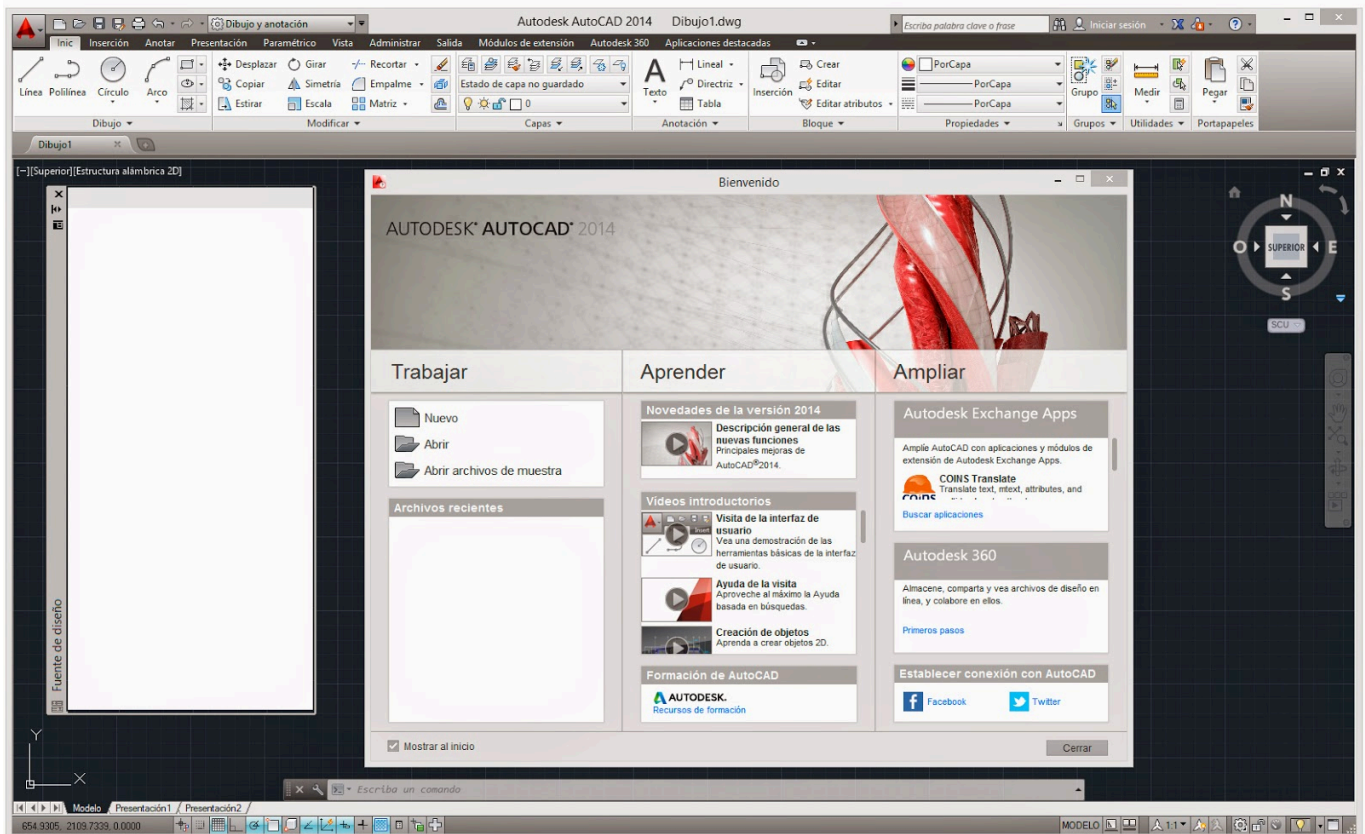 Dibujo y anotación
Autodesk AutoCAD 2014 Dibujo1.dwg
Escriba palabra clave o frase
Iniciar sesión
Inic Inserción Anotar Presentación Paramétrico Vista Administrar Salida Módulos de extensión Autodesk 360 Aplicaciones destacadas
Línea Polilínea Círculo Arco
Desplazar Girar Recortar
Copiar Simetría Empalme
Estirar Escala Matriz
Estado de capa no guardado
0
Texto
Lineal
Directriz
Tabla
Inserción
Crear
Editar
Editar atributos
PorCapa
PorCapa
PorCapa
Grupo
Medir
Pegar
Dibujo Modificar Capas Anotación Bloque Propiedades Grupos Utilidades Portapapeles
Dibujo1
[−][Superior][Estructura alámbrica 2D]
Fuente de diseño
Bienvenido
AUTODESK® AUTOCAD® 2014
Trabajar
Nuevo
Abrir
Abrir archivos de muestra
Archivos recientes
Aprender
Novedades de la versión 2014
Descripción general de las
nuevas funciones
Principales mejoras de
AutoCAD®2014.
Vídeos introductorios
Visita de la interfaz de
usuario
Vea una demostración de las
herramientas básicas de la interfaz
de usuario.
Ayuda de la visita
Aproveche al máximo la Ayuda
basada en búsquedas.
Creación de objetos
Aprenda a crear objetos 2D.
Formación de AutoCAD
AUTODESK.
Recursos de formación
Ampliar
Autodesk Exchange Apps
Amplíe AutoCAD con aplicaciones y módulos de
extensión de Autodesk Exchange Apps.
COINS Translate
Translate text, mtext, attributes, and
COINS
Buscar aplicaciones
Autodesk 360
Almacene, comparta y vea archivos de diseño en
línea, y colabore en ellos.
Primeros pasos
Establecer conexión con AutoCAD
Facebook Twitter
Mostrar al inicio
Cerrar
N
O SUPERIOR E
S
SCU
Y
X
Escriba un comando
Modelo Presentación1 Presentación2
654.9305, 2109.7339, 0.0000
MODELO
1:1